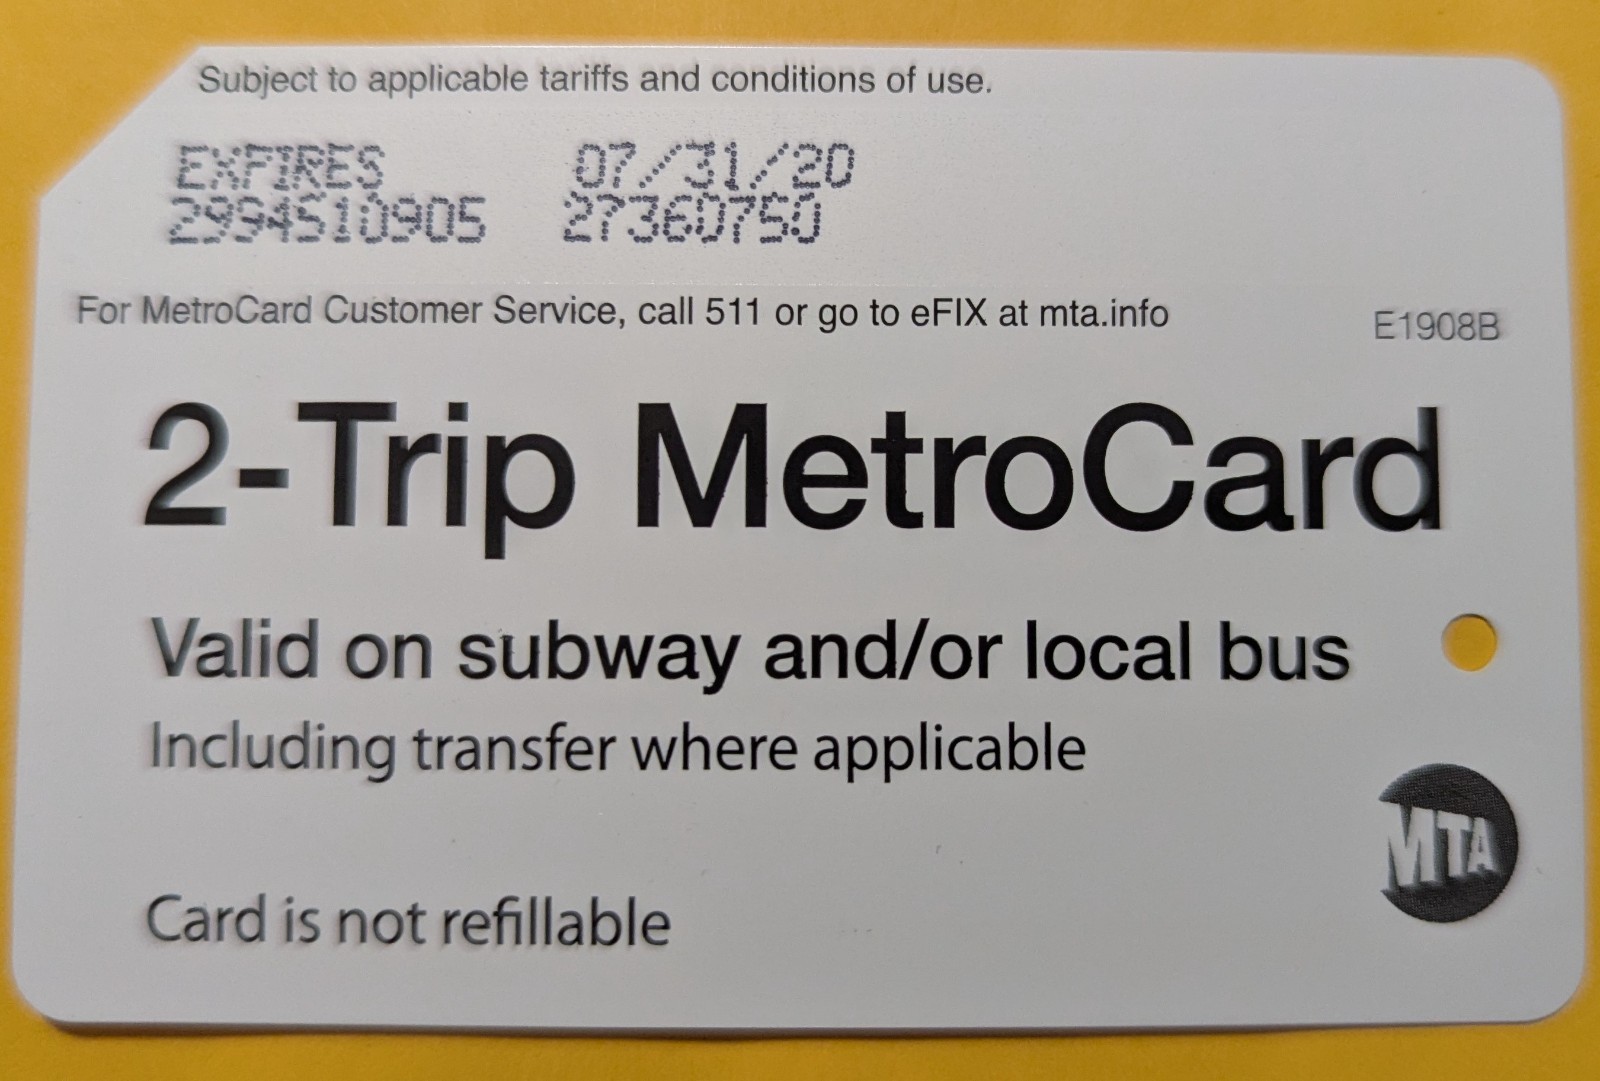 Subject to applicable tariffs and conditions of use.
EXPIRES 07/31/20
2994510905 27360750
For MetroCard Customer Service, call 511 or go to eFIX at mta.info
E1908B
2-Trip MetroCard
Valid on subway and/or local bus
Including transfer where applicable
MTA
Card is not refillable